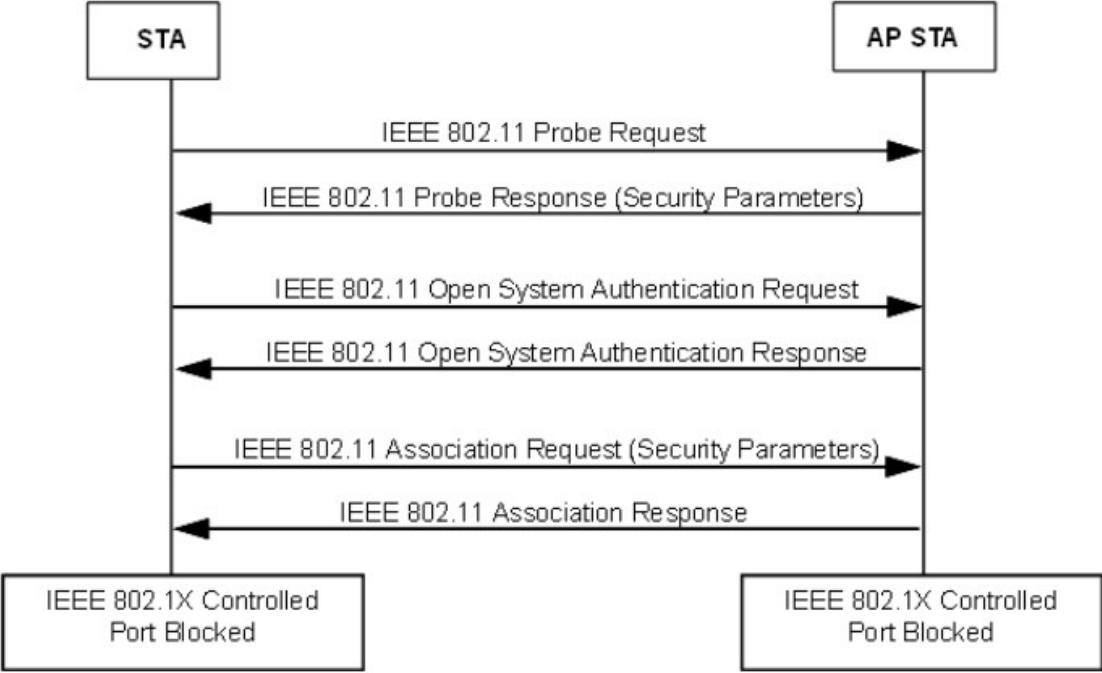 STA
AP STA
IEEE 802.11 Probe Request
IEEE 802.11 Probe Response (Security Parameters)
IEEE 802.11 Open System Authentication Request
IEEE 802.11 Open System Authentication Response
IEEE 802.11 Association Request (Security Parameters)
IEEE 802.11 Association Response
IEEE 802.1X Controlled
Port Blocked
IEEE 802.1X Controlled
Port Blocked